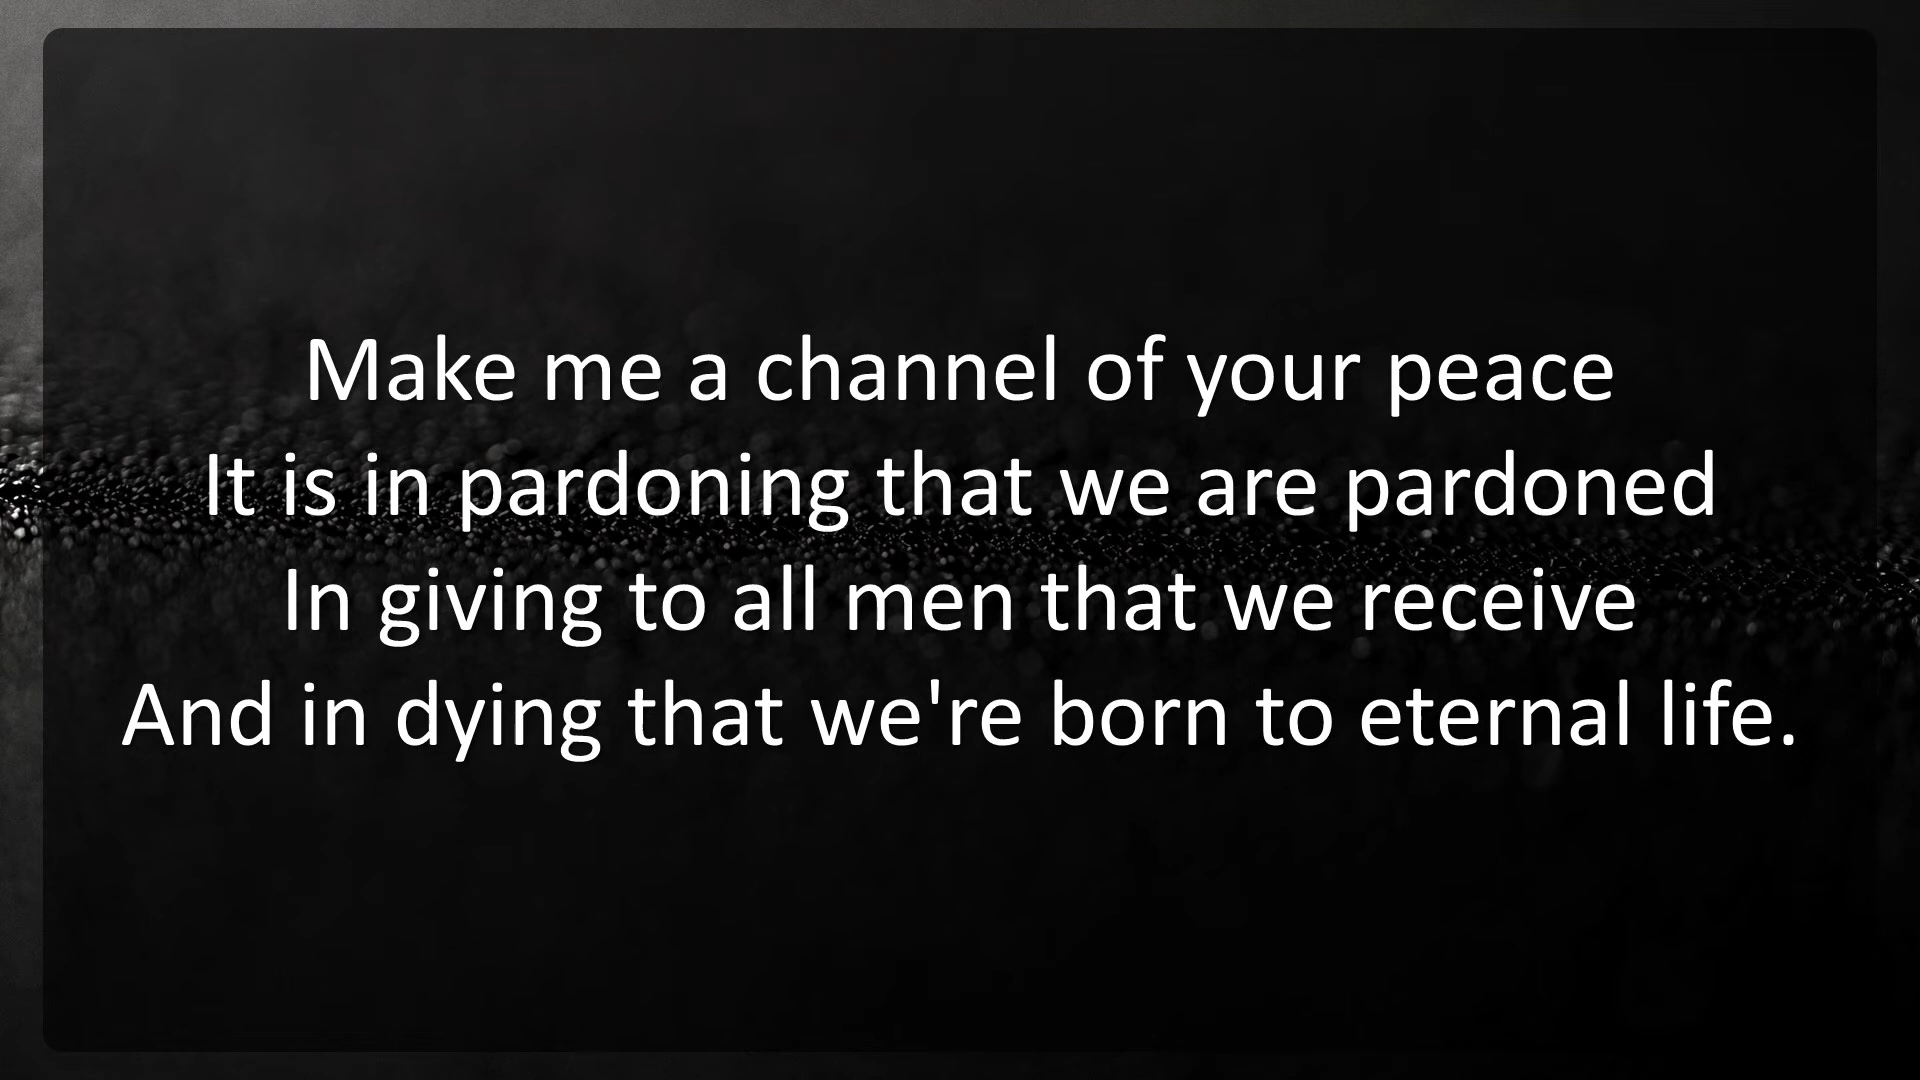 Make me a channel of your peace
It is in pardoning that we are pardoned
In giving to all men that we receive
And in dying that we're born to eternal life.